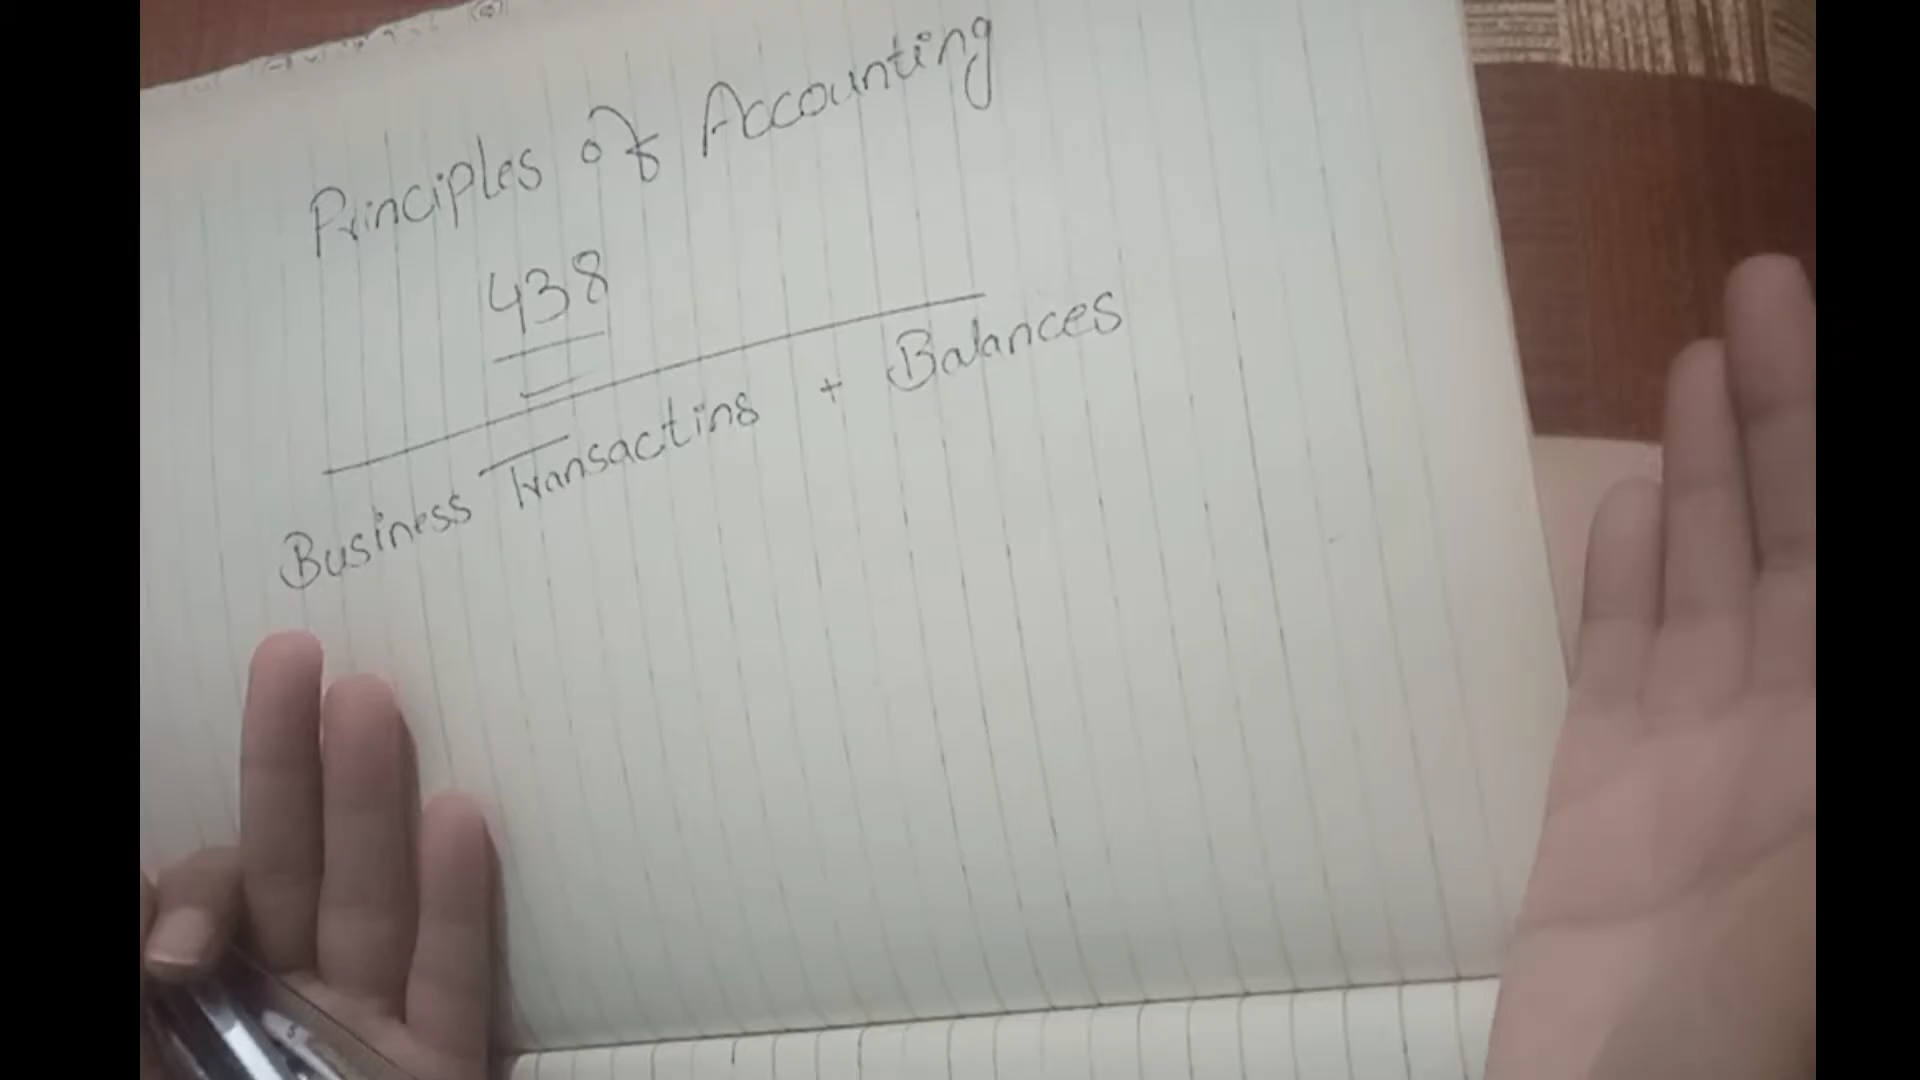 Principles of Accounting
438
Business Transactins + Balances